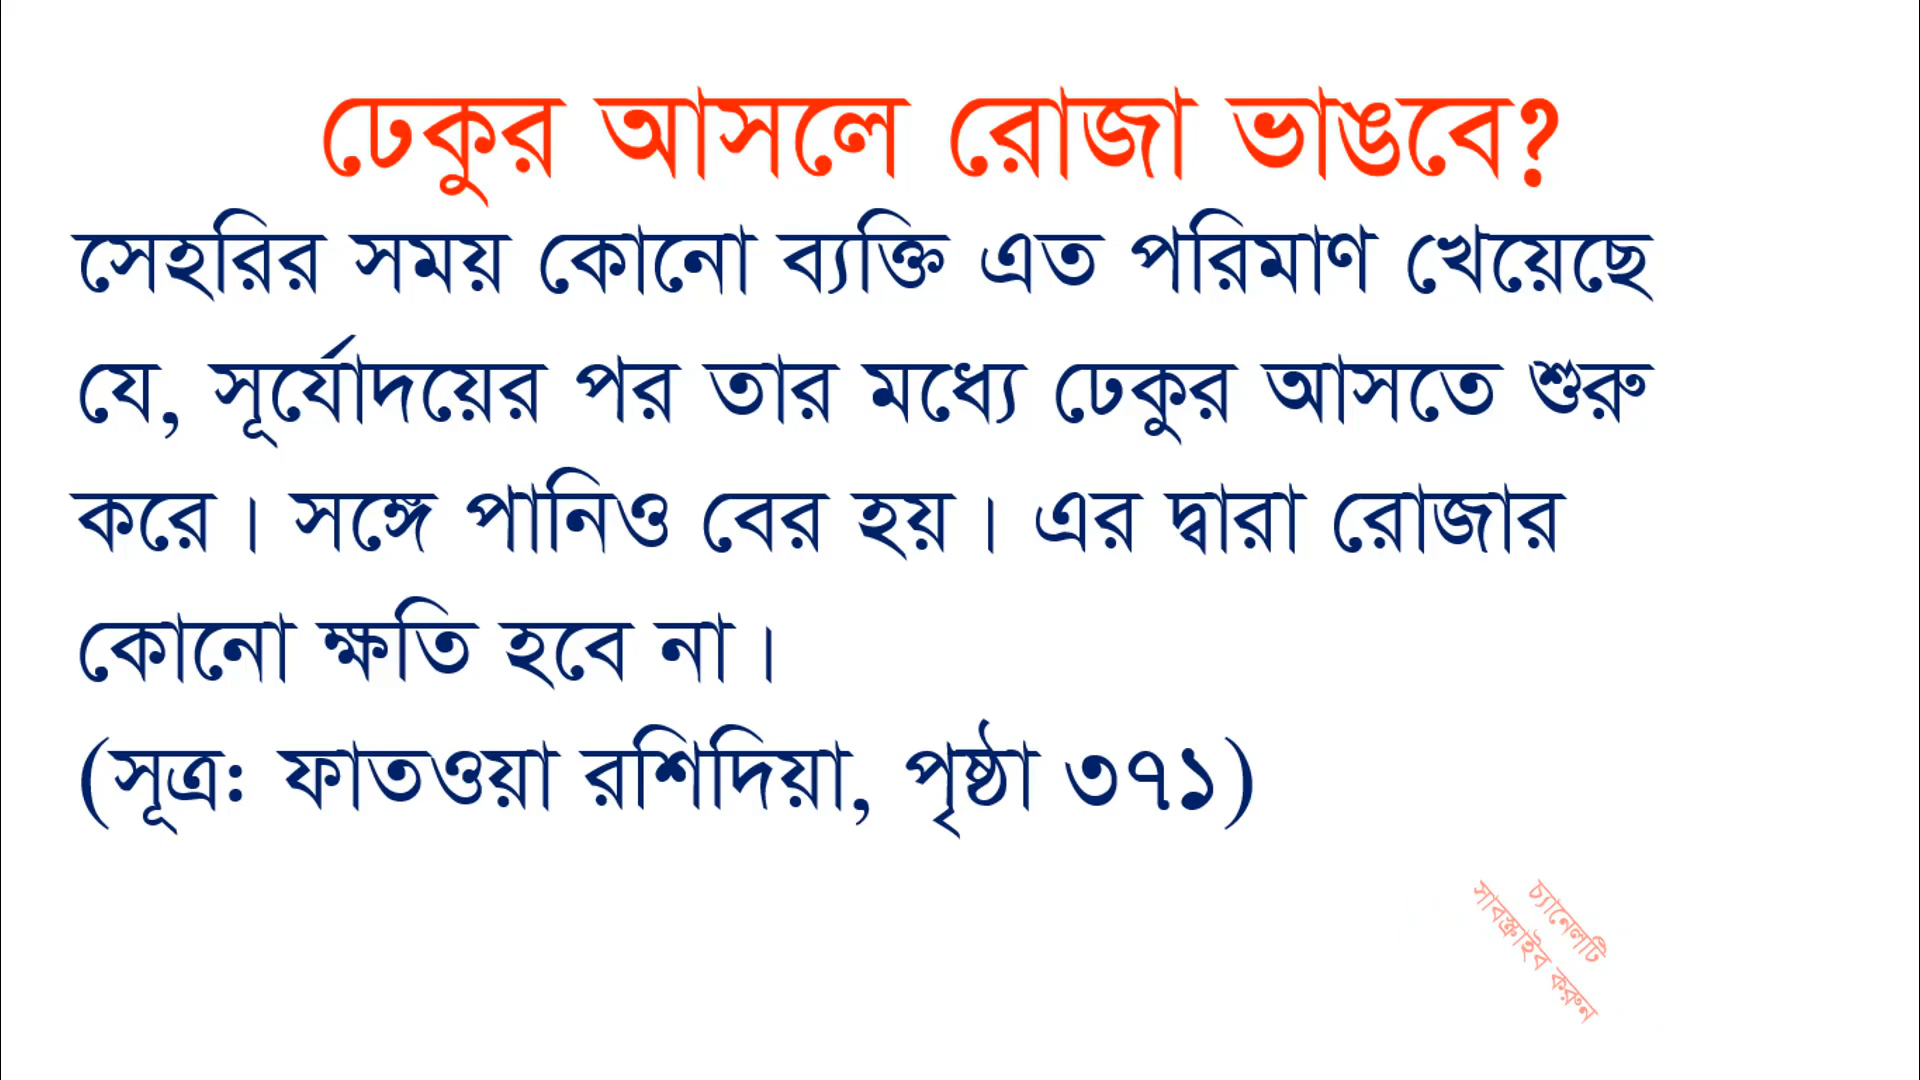 ঢেকুর আসলে রোজা ভাঙবে?
সেহরির সময় কোনো ব্যক্তি এত পরিমাণ খেয়েছে
যে, সূর্যোদয়ের পর তার মধ্যে ঢেকুর আসতে শুরু
করে। সঙ্গে পানিও বের হয়। এর দ্বারা রোজার
কোনো ক্ষতি হবে না।
(সূত্র: ফাতওয়া রশিদিয়া, পৃষ্ঠা ৩৭১)
চ্যানেলটি
সাবস্ক্রাইব করুন